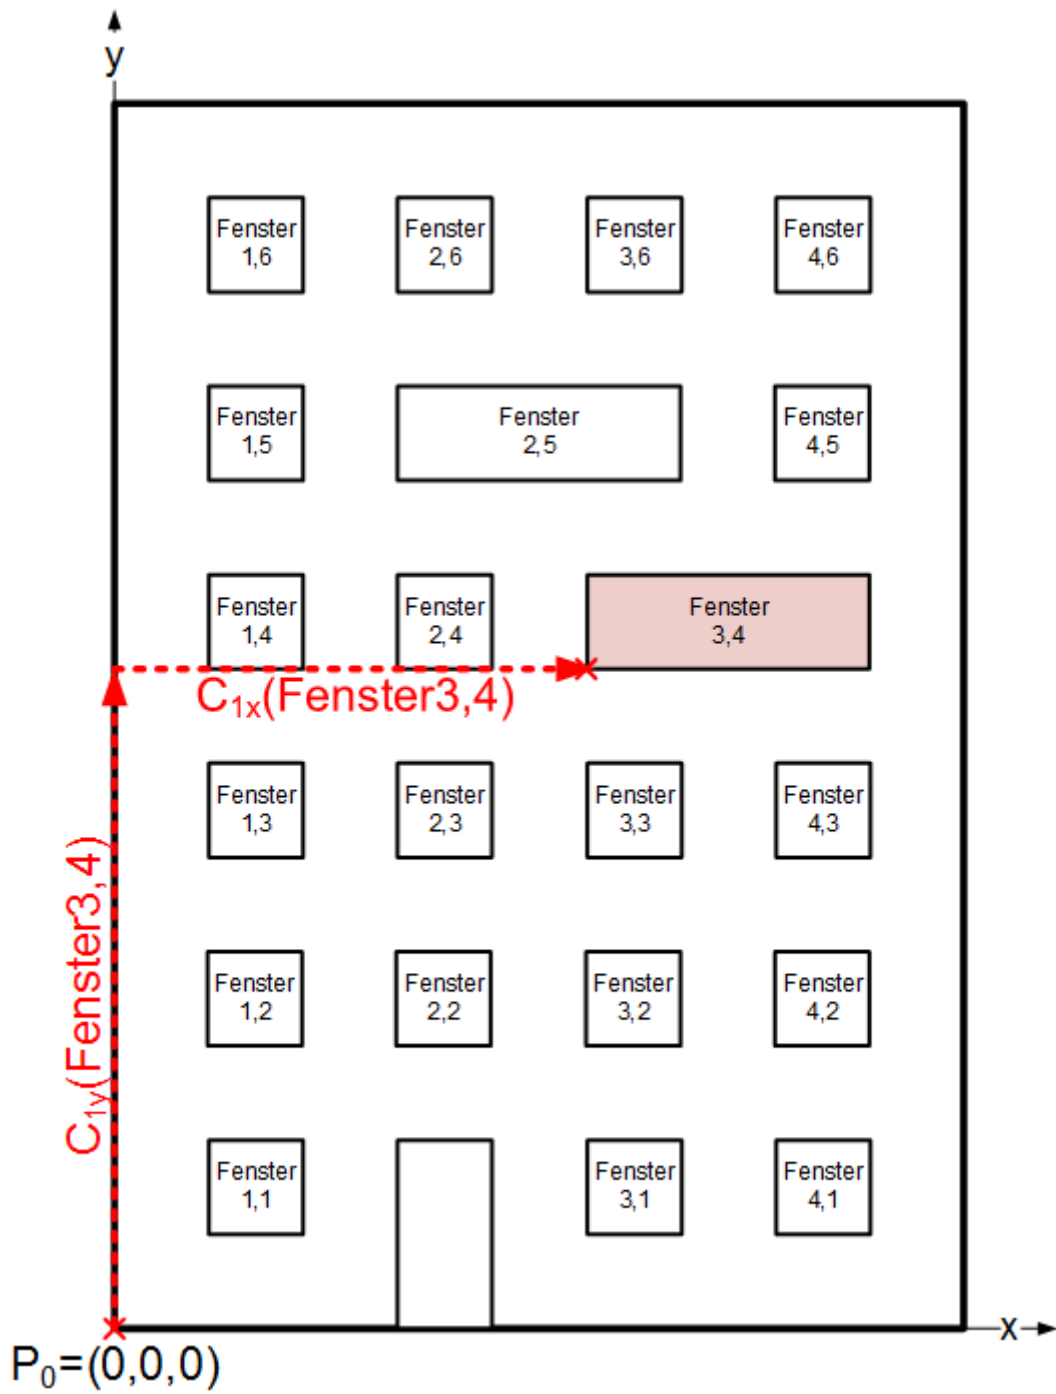 y
Fenster
1,6
Fenster
2,6
Fenster
3,6
Fenster
4,6
Fenster
1,5
Fenster
2,5
Fenster
4,5
Fenster
1,4
Fenster
2,4
Fenster
3,4
C1x(Fenster3,4)
Fenster
1,3
Fenster
2,3
Fenster
3,3
Fenster
4,3
C1y(Fenster3,4)
Fenster
1,2
Fenster
2,2
Fenster
3,2
Fenster
4,2
Fenster
1,1
Fenster
3,1
Fenster
4,1
x
P0=(0,0,0)